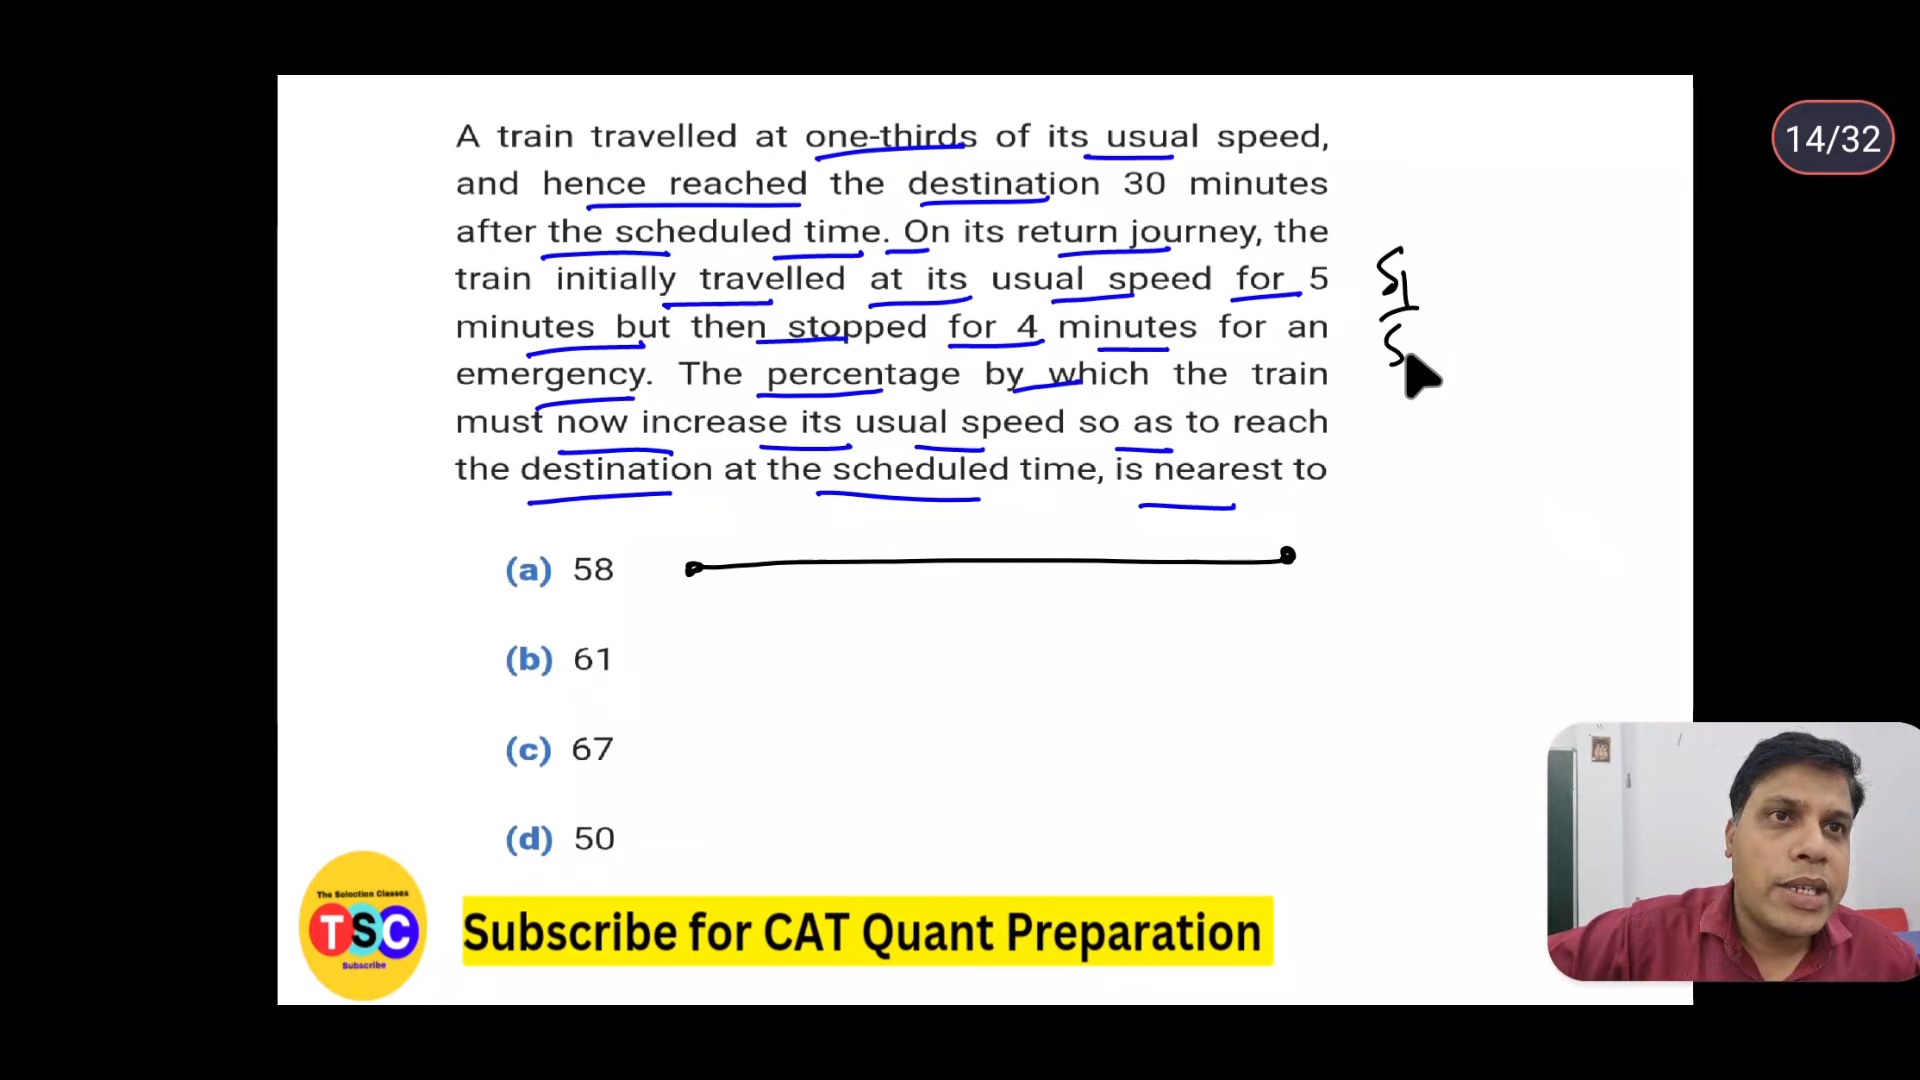 14/32
A train travelled at one-thirds of its usual speed,
and hence reached the destination 30 minutes
after the scheduled time. On its return journey, the
train initially travelled at its usual speed for 5
minutes but then stopped for 4 minutes for an
emergency. The percentage by which the train
must now increase its usual speed so as to reach
the destination at the scheduled time, is nearest to
S1
S
(a) 58
(b) 61
(c) 67
(d) 50
The Selection Classes
TSC
Subscribe
Subscribe for CAT Quant Preparation